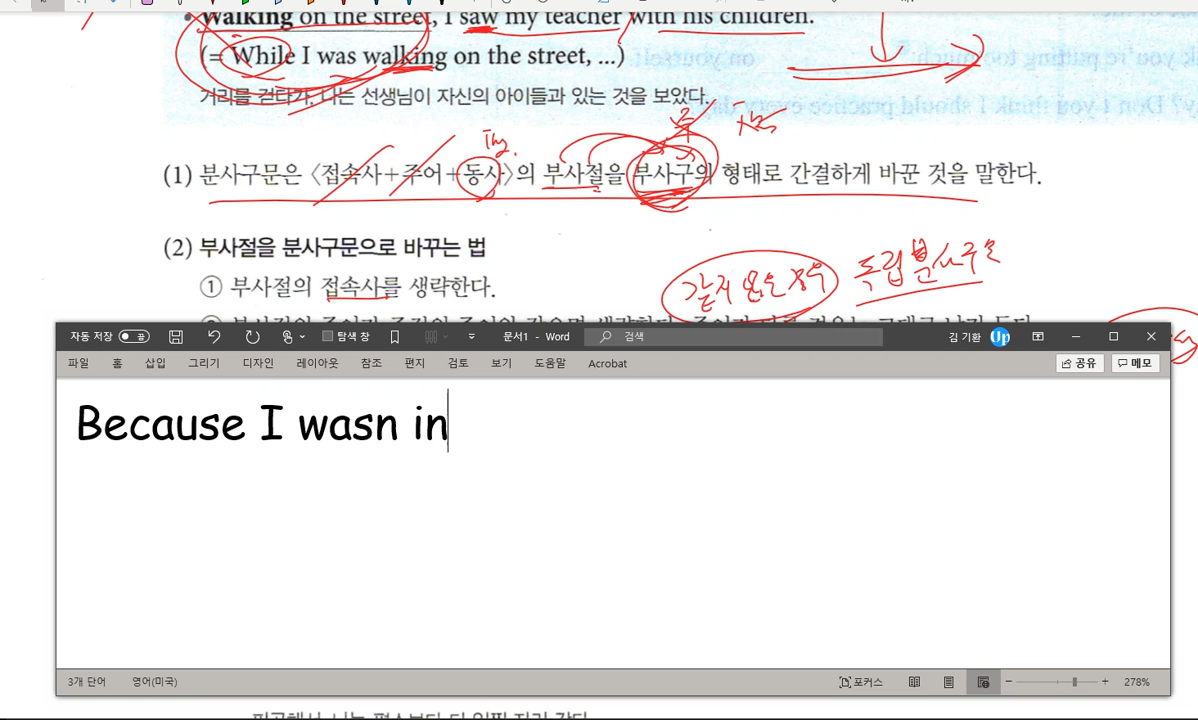 Walking on the street, I saw my teacher with his children.
(= While I was walking on the street, ...)
거리를 걷다가, 나는 선생님이 자신의 아이들과 있는 것을 보았다.
on yourself.
(1) 분사구문은 〈접속사+주어+동사〉의 부사절을 부사구의 형태로 간결하게 바꾼 것을 말한다.
(2) 부사절을 분사구문으로 바꾸는 법
① 부사절의 접속사를 생략한다.
같지 않은 경우 독립분사구문
자동 저장 끔 탐색 창 문서1 - Word 검색 김 기환 Up
파일 홈 삽입 그리기 디자인 레이아웃 참조 편지 검토 보기 도움말 Acrobat 공유 메모
Because I wasn in
3개 단어 영어(미국) 포커스 278%